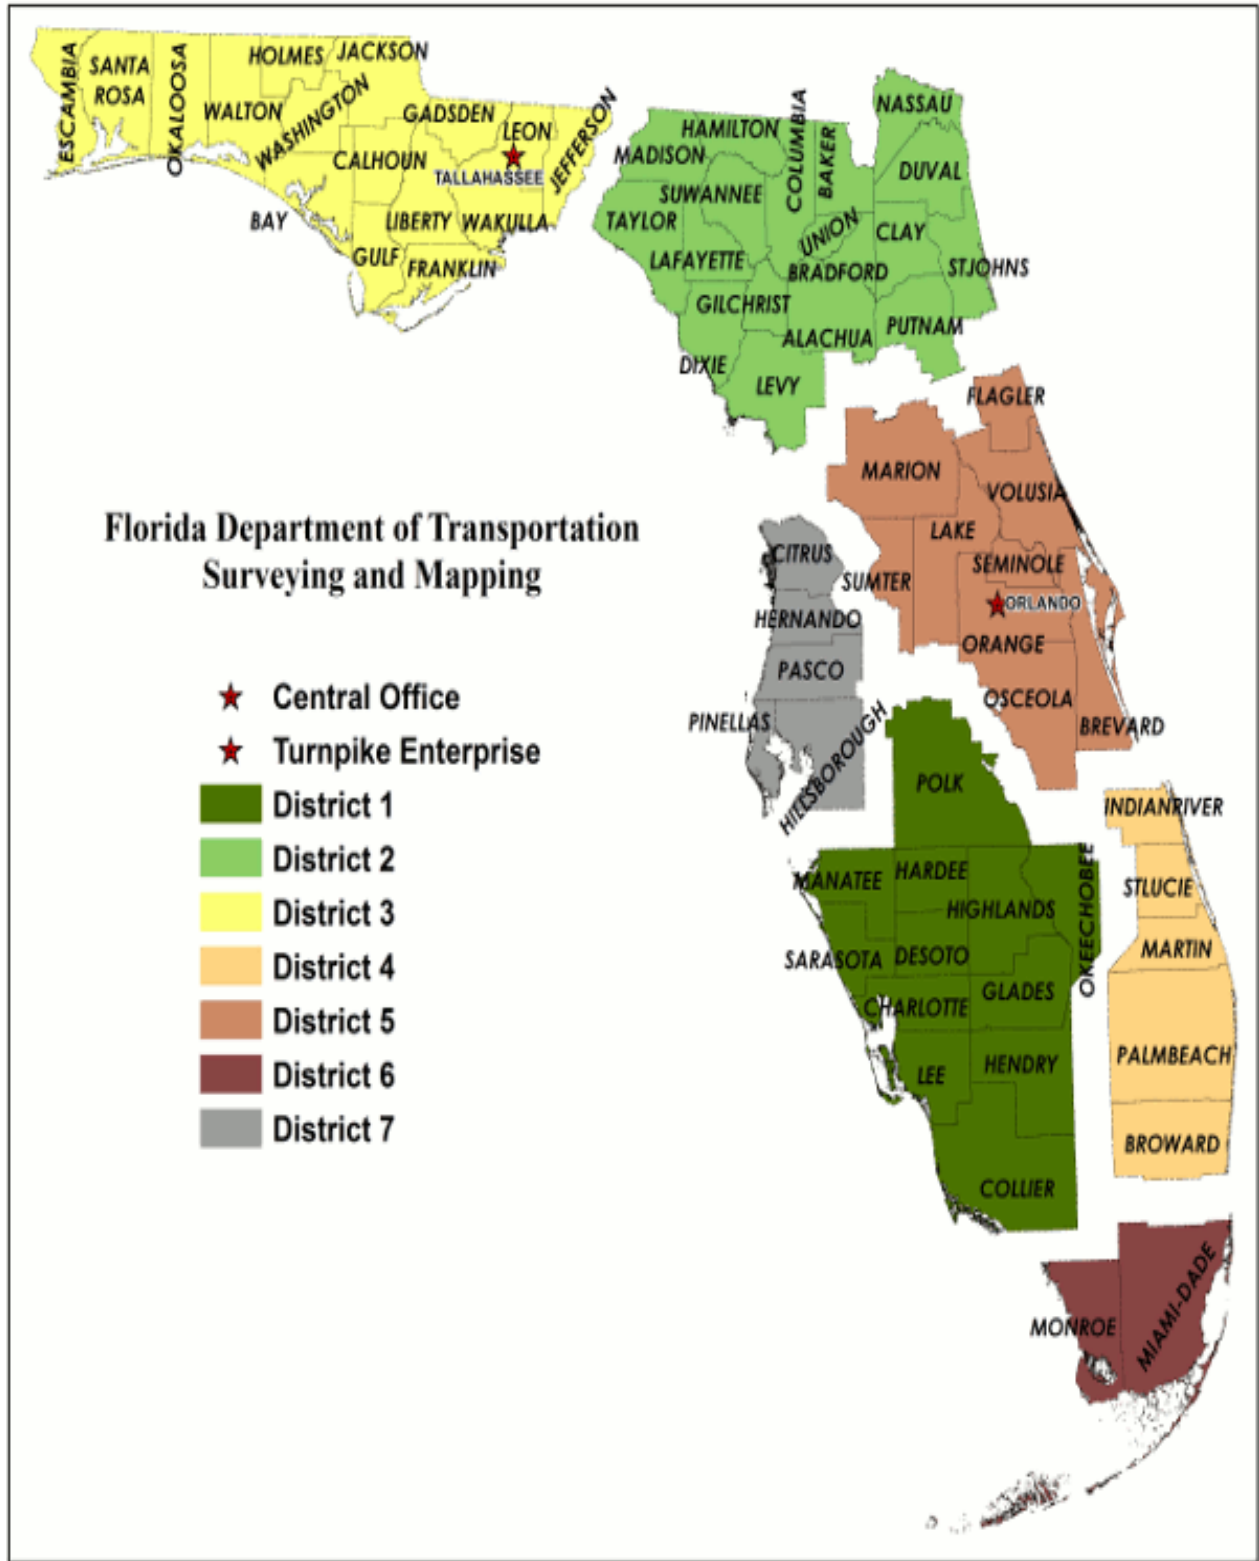 ESCAMBIA
SANTA
ROSA
OKALOOSA
HOLMES
JACKSON
WALTON
WASHINGTON
GADSDEN
LEON
JEFFERSON
CALHOUN
TALLAHASSEE
BAY
LIBERTY
WAKULLA
GULF
FRANKLIN
NASSAU
HAMILTON
COLUMBIA
BAKER
MADISON
DUVAL
SUWANNEE
TAYLOR
UNION
CLAY
LAFAYETTE
BRADFORD
STJOHNS
GILCHRIST
ALACHUA
PUTNAM
DIXIE
LEVY
FLAGLER
MARION
VOLUSIA
LAKE
CITRUS
SEMINOLE
SUMTER
ORLANDO
HERNANDO
ORANGE
PASCO
OSCEOLA
PINELLAS
HILLSBOROUGH
BREVARD
POLK
INDIANRIVER
MANATEE
HARDEE
OKEECHOBEE
STLUCIE
HIGHLANDS
SARASOTA
DESOTO
MARTIN
GLADES
CHARLOTTE
PALMBEACH
LEE
HENDRY
BROWARD
COLLIER
MONROE
MIAMI-DADE
Florida Department of Transportation
Surveying and Mapping
Central Office
Turnpike Enterprise
District 1
District 2
District 3
District 4
District 5
District 6
District 7